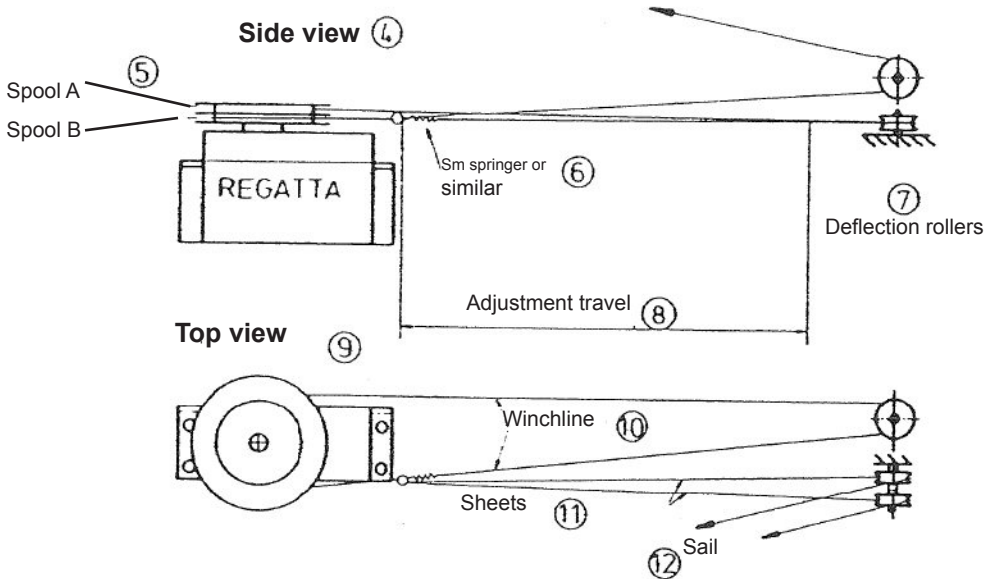 Side view ④
⑤
Spool A
Spool B
Sm springer or
similar
⑥
REGATTA
⑦
Deflection rollers
Adjustment travel
⑧
Top view
⑨
Winchline
⑩
Sheets
⑪
Sail
⑫